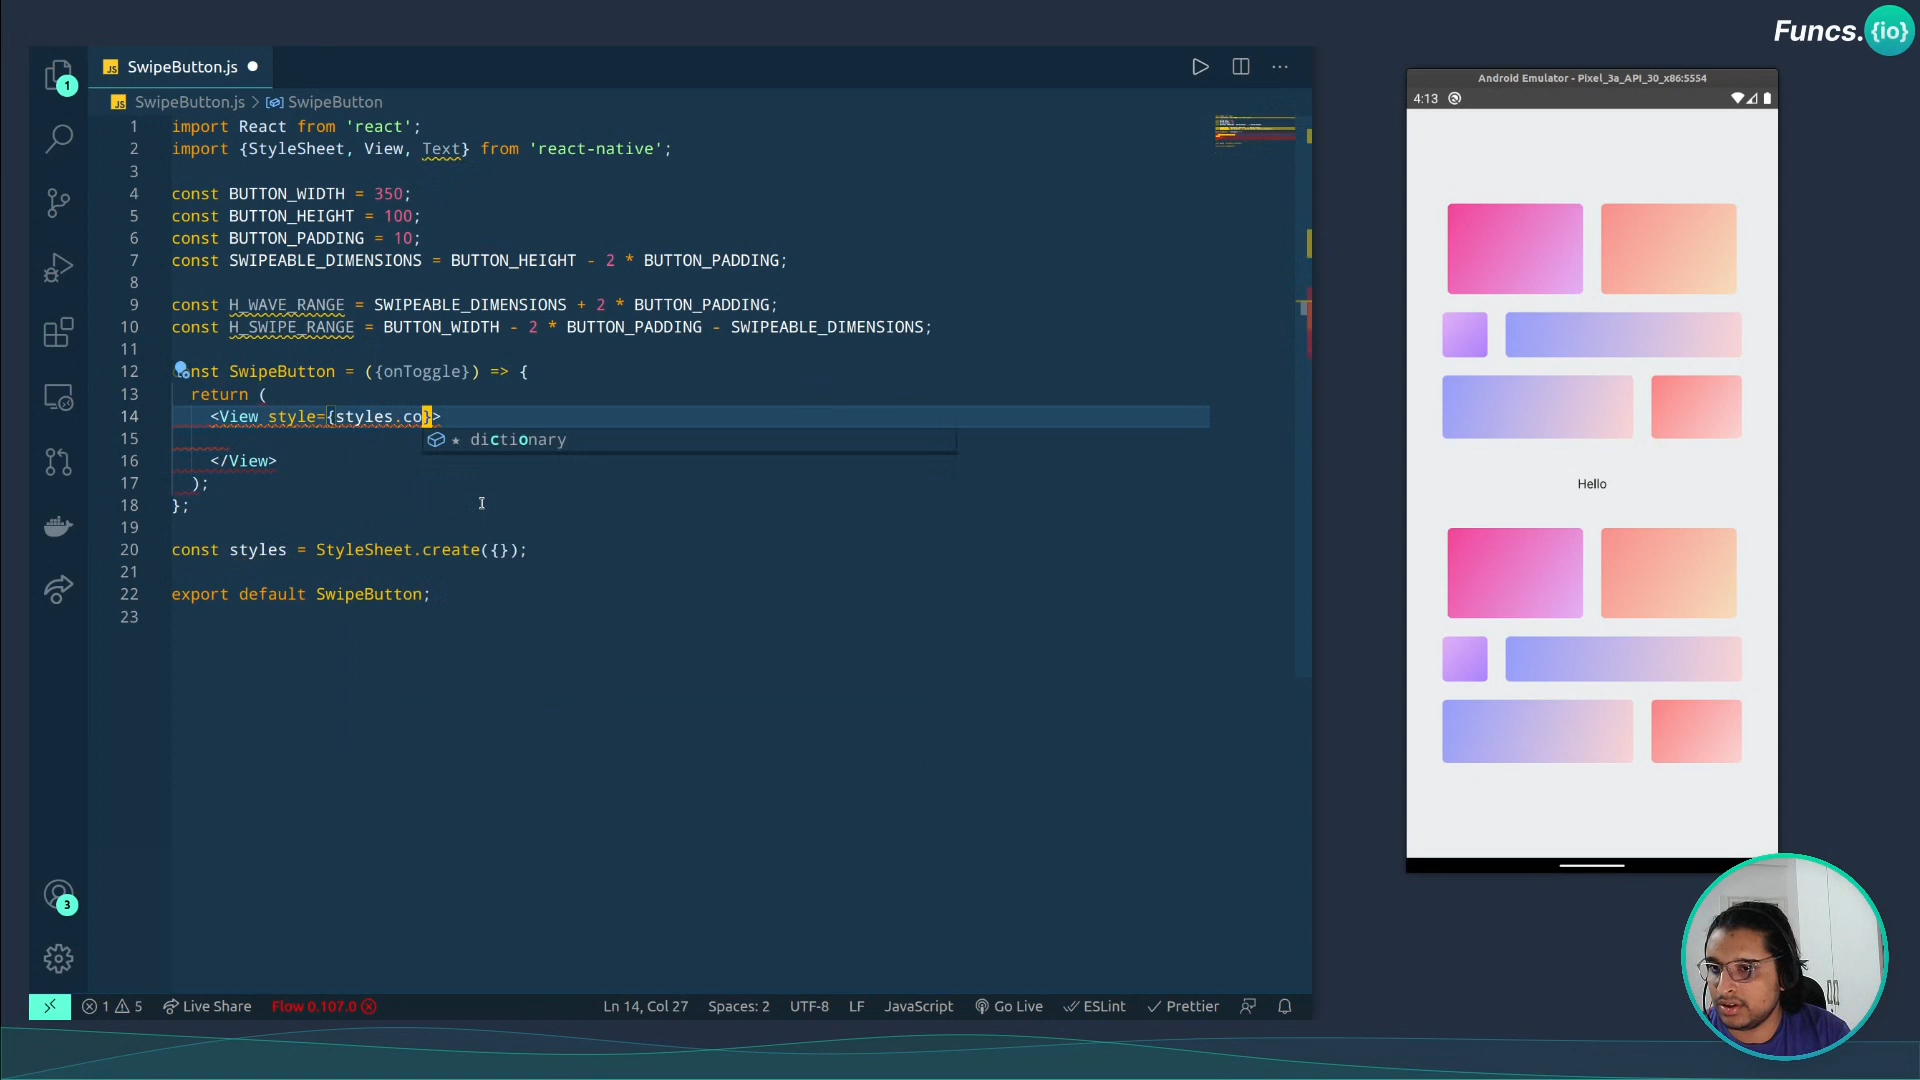 Funcs.{io}
SwipeButton.js
SwipeButton.js > SwipeButton
1 import React from 'react';
2 import {StyleSheet, View, Text} from 'react-native';
3
4 const BUTTON_WIDTH = 350;
5 const BUTTON_HEIGHT = 100;
6 const BUTTON_PADDING = 10;
7 const SWIPEABLE_DIMENSIONS = BUTTON_HEIGHT - 2 * BUTTON_PADDING;
8
9 const H_WAVE_RANGE = SWIPEABLE_DIMENSIONS + 2 * BUTTON_PADDING;
10 const H_SWIPE_RANGE = BUTTON_WIDTH - 2 * BUTTON_PADDING - SWIPEABLE_DIMENSIONS;
11
12 nst SwipeButton = ({onToggle}) => {
13 return (
14 <View style={styles.co}>
15 dictionary
16 </View>
17 );
18 };
19
20 const styles = StyleSheet.create({});
21
22 export default SwipeButton;
23
1
3
1 5 Live Share Flow 0.107.0 Ln 14, Col 27 Spaces: 2 UTF-8 LF JavaScript Go Live ESLint Prettier
Android Emulator - Pixel_3a_API_30_x86:5554
4:13
Hello